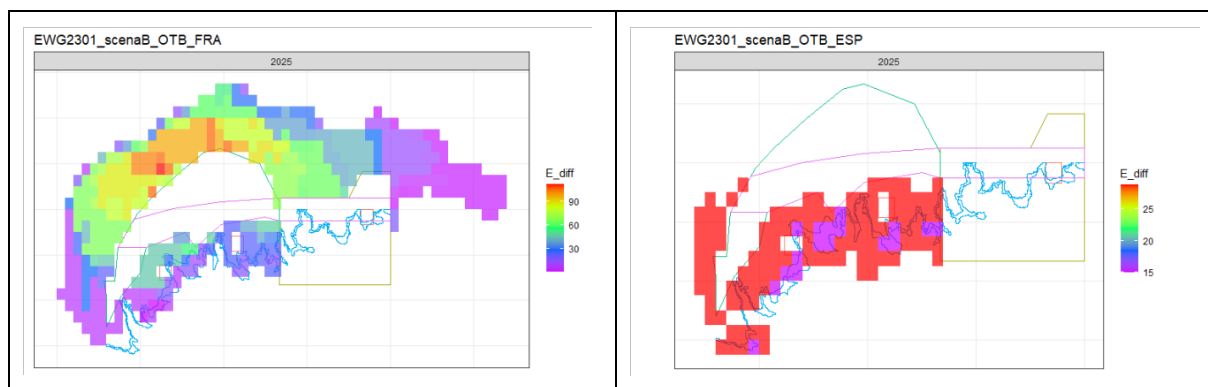 EWG2301_scenaB_OTB_FRA
2025
E_diff
90
60
30
EWG2301_scenaB_OTB_ESP
2025
E_diff
25
20
15